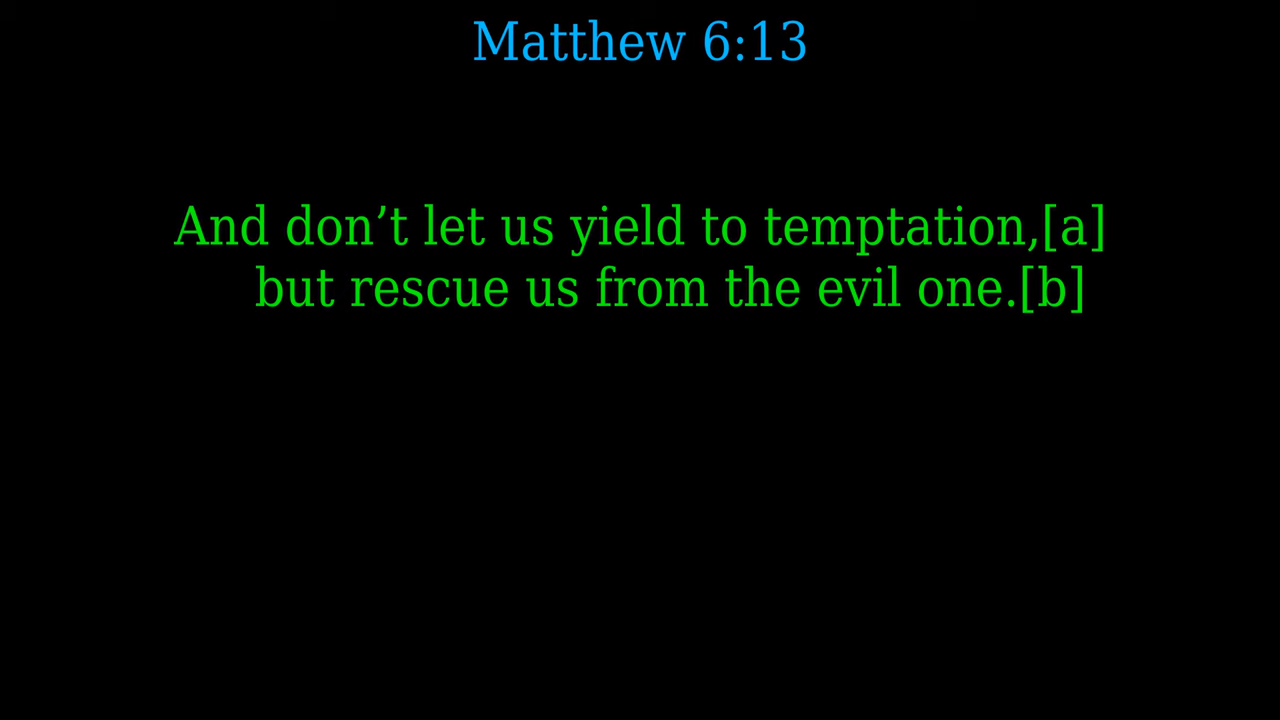 Matthew 6:13
And don’t let us yield to temptation,[a]
but rescue us from the evil one.[b]